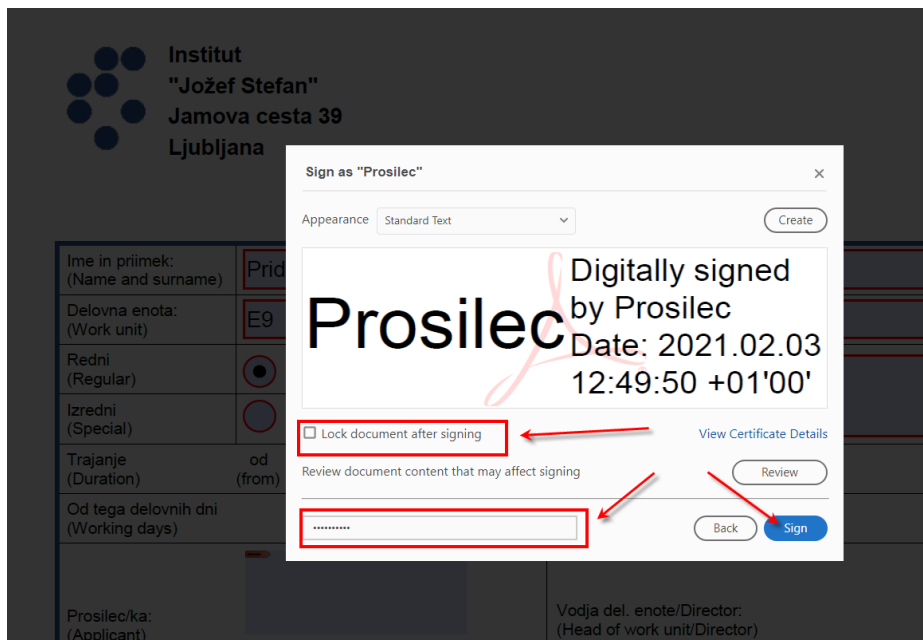 Institut
"Jožef Stefan"
Jamova cesta 39
Ljubljana
Sign as "Prosilec"
Appearance
Standard Text
Create
Prosilec
Digitally signed
by Prosilec
Date: 2021.02.03
12:49:50 +01'00'
Lock document after signing
View Certificate Details
Review document content that may affect signing
Review
Back
Sign
Ime in priimek:
(Name and surname)
Prid
Delovna enota:
(Work unit)
E9
Redni
(Regular)
Izredni
(Special)
Trajanje
(Duration)
od
(from)
Od tega delovnih dni
(Working days)
Prosilec/ka:
(Applicant)
Vodja del. enote/Director:
(Head of work unit/Director)